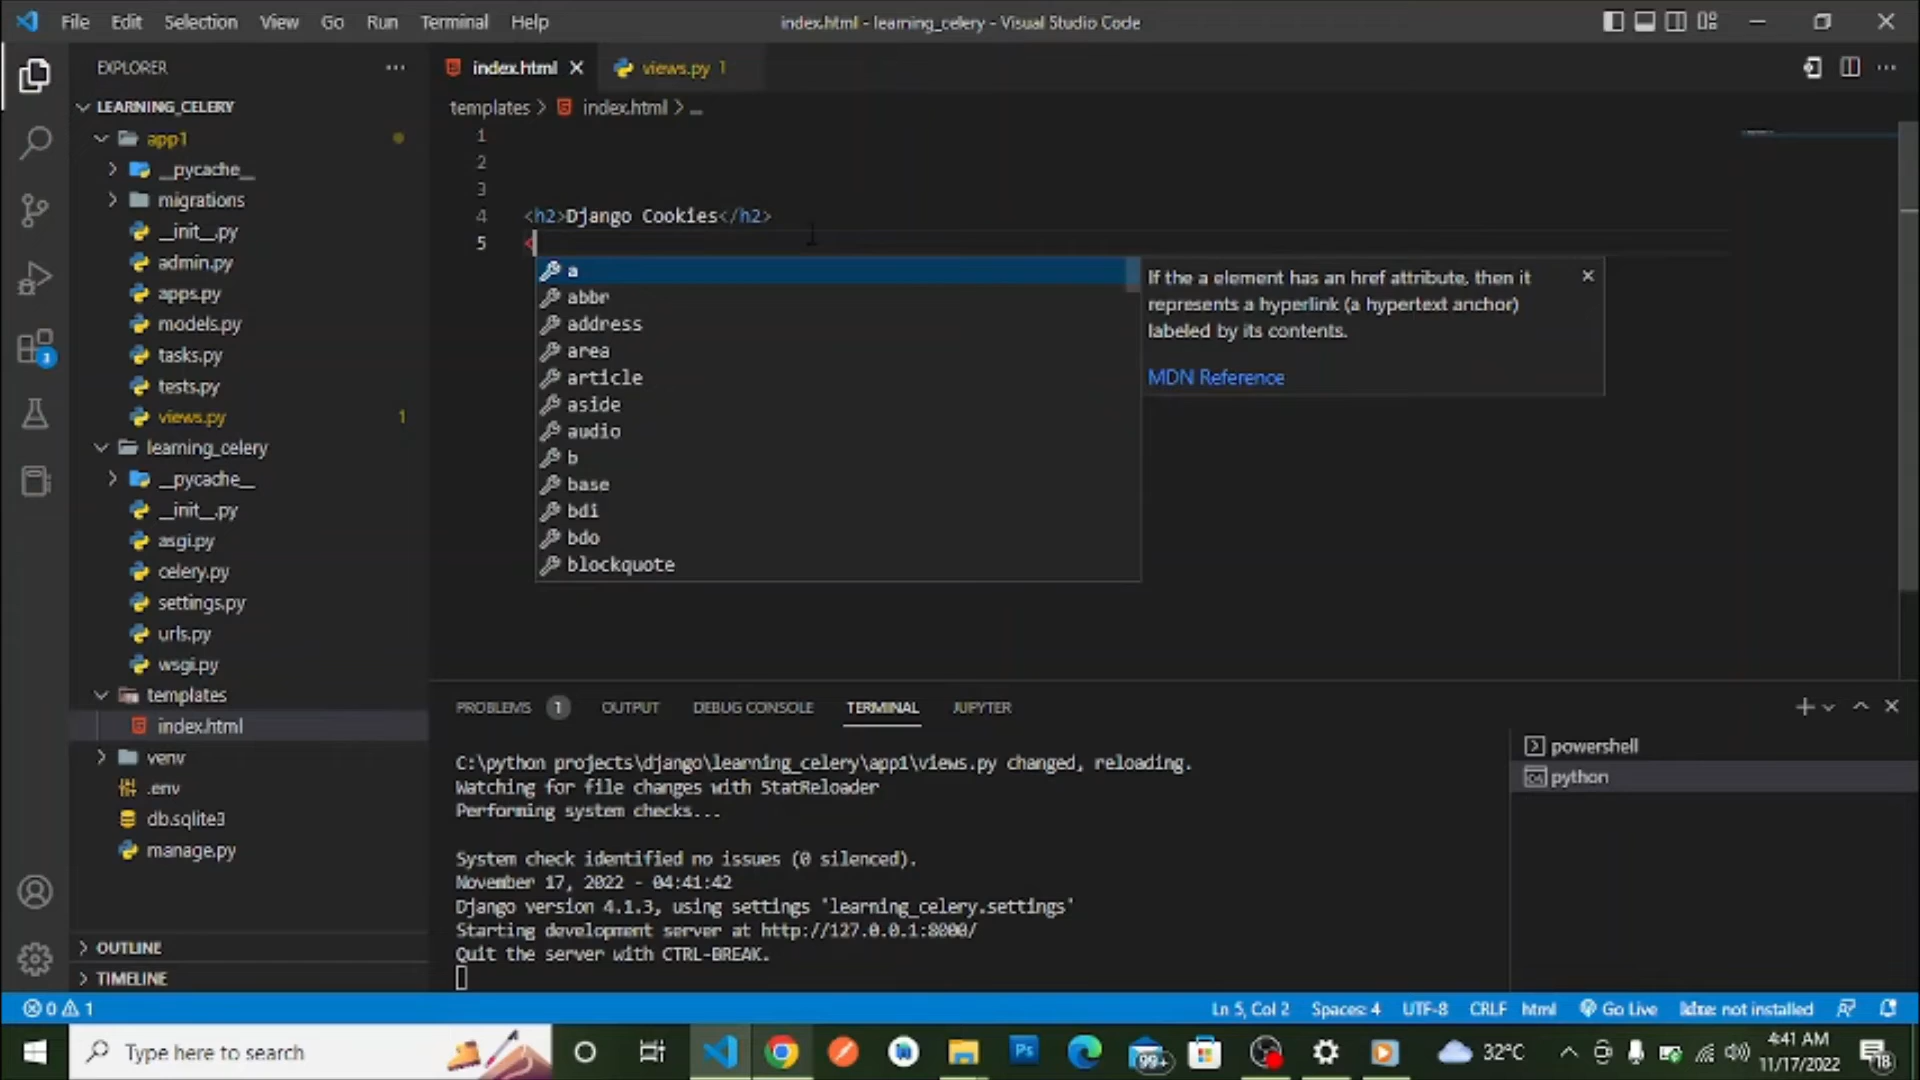 File Edit Selection View Go Run Terminal Help
index.html - learning_celery - Visual Studio Code
EXPLORER
LEARNING_CELERY
app1
__pycache__
migrations
__init__.py
admin.py
apps.py
models.py
tasks.py
tests.py
views.py 1
learning_celery
__pycache__
__init__.py
asgi.py
celery.py
settings.py
urls.py
wsgi.py
templates
index.html
venv
.env
db.sqlite3
manage.py
OUTLINE
TIMELINE
3
index.html views.py 1
templates > index.html > ...
1
2
3
4 <h2>Django Cookies</h2>
5 <
a
abbr
address
area
article
aside
audio
b
base
bdi
bdo
blockquote
If the a element has an href attribute, then it
represents a hyperlink (a hypertext anchor)
labeled by its contents.
MDN Reference
PROBLEMS 1 OUTPUT DEBUG CONSOLE TERMINAL JUPYTER
C:\python projects\django\learning_celery\app1\views.py changed, reloading.
Watching for file changes with StatReloader
Performing system checks...
System check identified no issues (0 silenced).
November 17, 2022 - 04:41:42
Django version 4.1.3, using settings 'learning_celery.settings'
Starting development server at http://127.0.0.1:8000/
Quit the server with CTRL-BREAK.
powershell
python
0 1 Ln 5, Col 2 Spaces: 4 UTF-8 CRLF html Go Live not installed
Type here to search
Ps
99+
32°C
4:41 AM
11/17/2022
18